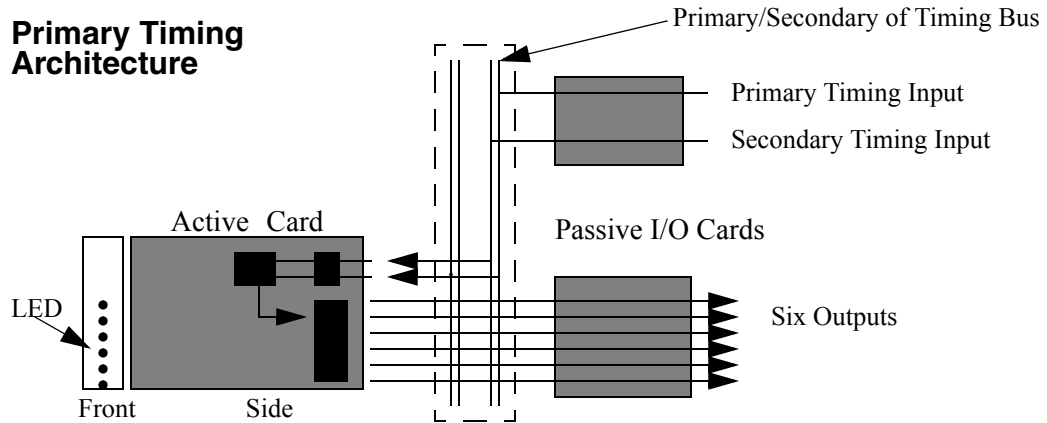 Primary Timing
Architecture
Primary/Secondary of Timing Bus
Primary Timing Input
Secondary Timing Input
Active Card
Passive I/O Cards
LED
Six Outputs
Front
Side